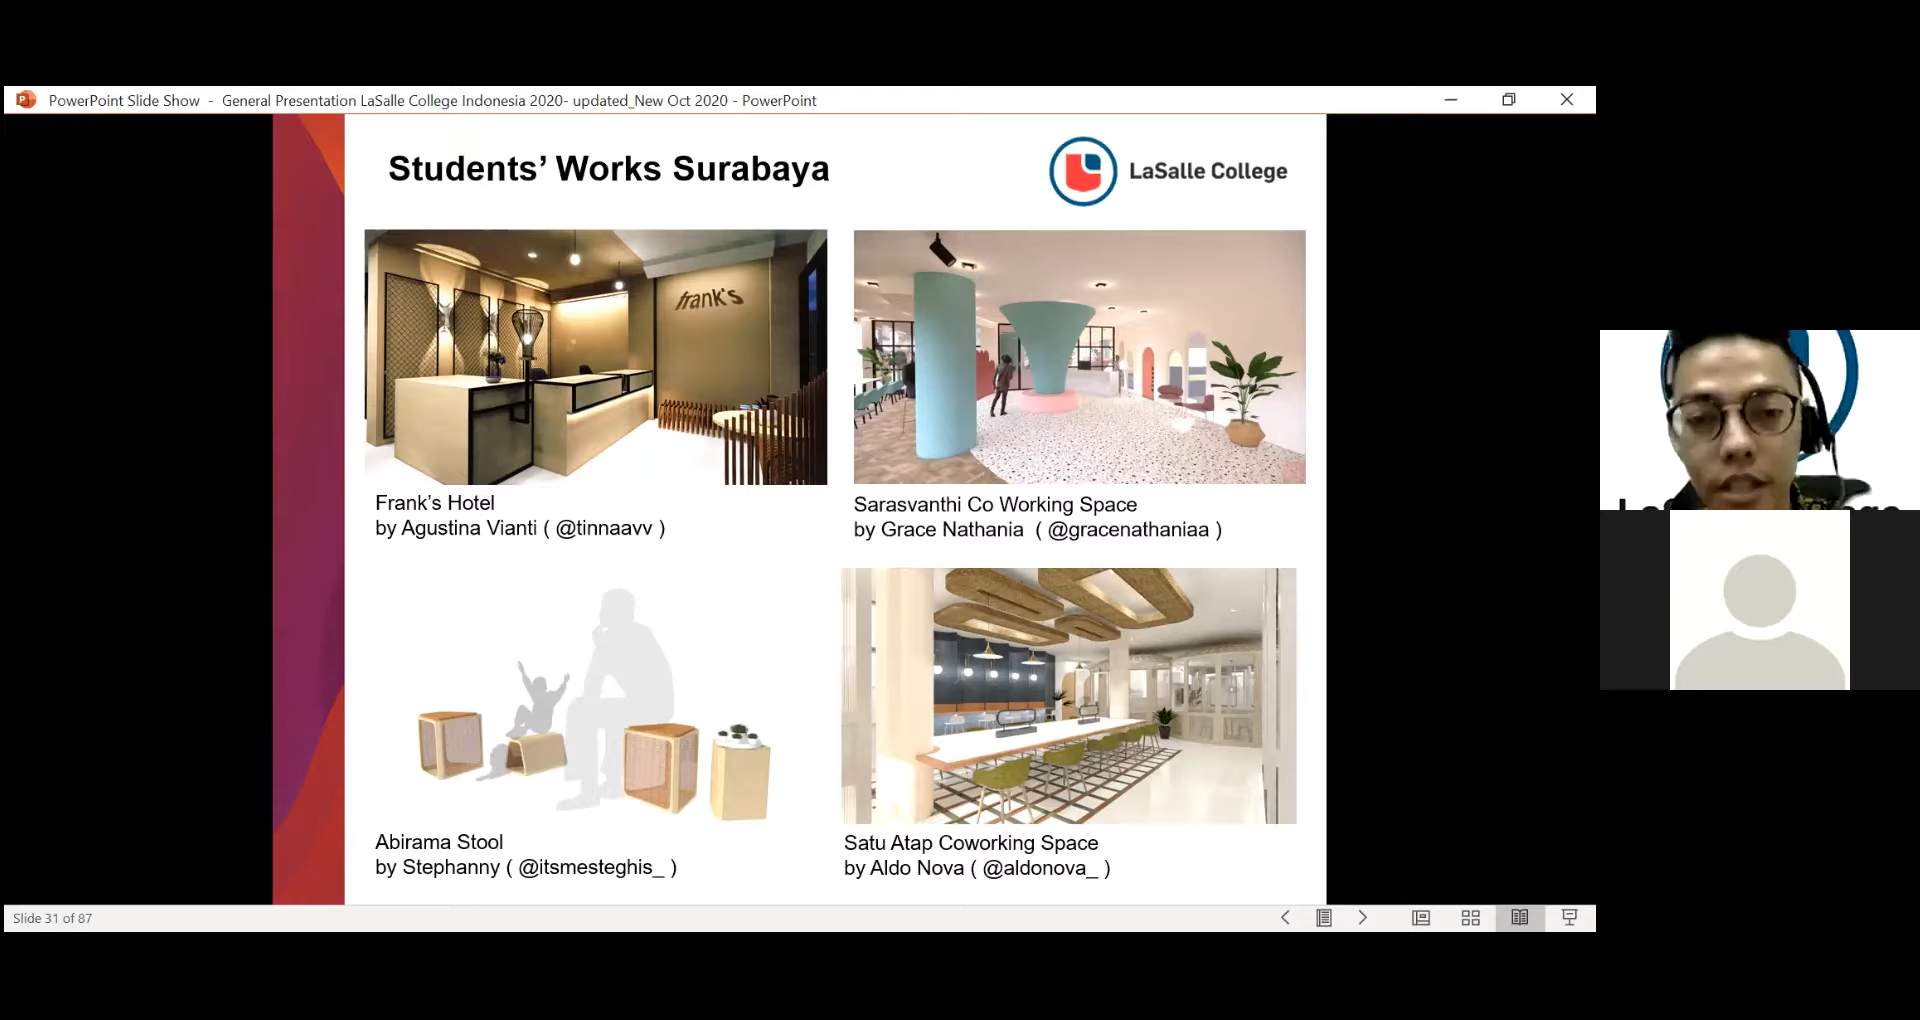 PowerPoint Slide Show - General Presentation LaSalle College Indonesia 2020- updated_New Oct 2020 - PowerPoint
Students’ Works Surabaya
LaSalle College
frank's
Frank’s Hotel
by Agustina Vianti ( @tinnaavv )
Sarasvanthi Co Working Space
by Grace Nathania ( @gracenathaniaa )
Abirama Stool
by Stephanny ( @itsmesteghis_ )
Satu Atap Coworking Space
by Aldo Nova ( @aldonova_ )
Slide 31 of 87